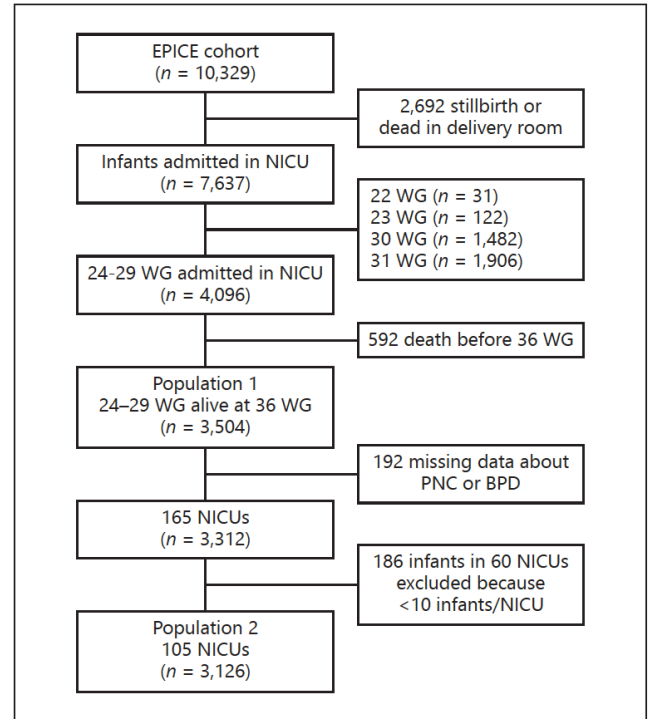 EPICE cohort
(n = 10,329)
2,692 stillbirth or
dead in delivery room
Infants admitted in NICU
(n = 7,637)
22 WG (n = 31)
23 WG (n = 122)
30 WG (n = 1,482)
31 WG (n = 1,906)
24-29 WG admitted in NICU
(n = 4,096)
592 death before 36 WG
Population 1
24–29 WG alive at 36 WG
(n = 3,504)
192 missing data about
PNC or BPD
165 NICUs
(n = 3,312)
186 infants in 60 NICUs
excluded because
<10 infants/NICU
Population 2
105 NICUs
(n = 3,126)